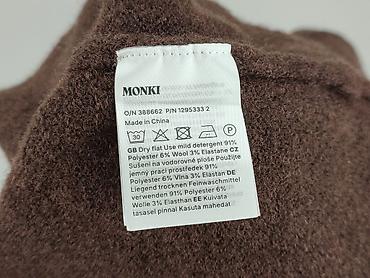 MONKI
O/N 388662 P/N 1295333 2
Made in China
30
P
GB Dry flat Use mild detergent 91%
Polyester 6% Wool 3% Elastane CZ
Sušení na vodorovné ploše Použijte
jemný prací prostředek 91%
Polyester 6% Vlna 3% Elastan DE
Liegend trocknen Feinwaschmittel
verwenden 91% Polyester 6%
Wolle 3% Elasthan EE Kuivata
tasasel pinnal Kasuta mahedat